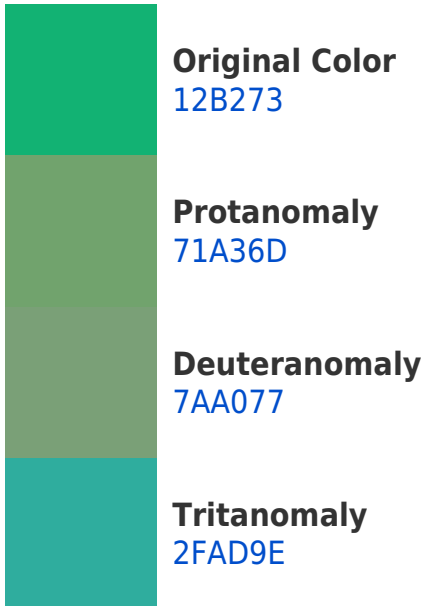 Original Color
12B273
Protanomaly
71A36D
Deuteranomaly
7AA077
Tritanomaly
2FAD9E